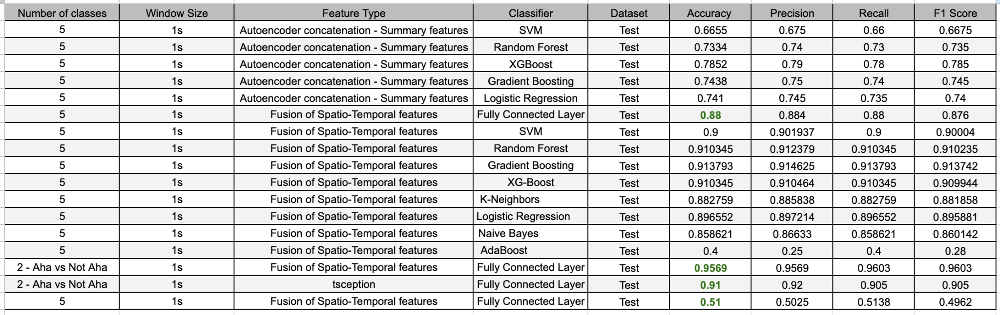 Number of classes Window Size Feature Type Classifier Dataset Accuracy Precision Recall F1 Score
5 1s Autoencoder concatenation - Summary features SVM Test 0.6655 0.675 0.66 0.6675
5 1s Autoencoder concatenation - Summary features Random Forest Test 0.7334 0.74 0.73 0.735
5 1s Autoencoder concatenation - Summary features XGBoost Test 0.7852 0.79 0.78 0.785
5 1s Autoencoder concatenation - Summary features Gradient Boosting Test 0.7438 0.75 0.74 0.745
5 1s Autoencoder concatenation - Summary features Logistic Regression Test 0.741 0.745 0.735 0.74
5 1s Fusion of Spatio-Temporal features Fully Connected Layer Test 0.88 0.884 0.88 0.876
5 1s Fusion of Spatio-Temporal features SVM Test 0.9 0.901937 0.9 0.90004
5 1s Fusion of Spatio-Temporal features Random Forest Test 0.910345 0.912379 0.910345 0.910235
5 1s Fusion of Spatio-Temporal features Gradient Boosting Test 0.913793 0.914625 0.913793 0.913742
5 1s Fusion of Spatio-Temporal features XG-Boost Test 0.910345 0.910464 0.910345 0.909944
5 1s Fusion of Spatio-Temporal features K-Neighbors Test 0.882759 0.885838 0.882759 0.881858
5 1s Fusion of Spatio-Temporal features Logistic Regression Test 0.896552 0.897214 0.896552 0.895881
5 1s Fusion of Spatio-Temporal features Naive Bayes Test 0.858621 0.86633 0.858621 0.860142
5 1s Fusion of Spatio-Temporal features AdaBoost Test 0.4 0.25 0.4 0.28
2 - Aha vs Not Aha 1s Fusion of Spatio-Temporal features Fully Connected Layer Test 0.9569 0.9569 0.9603 0.9603
2 - Aha vs Not Aha 1s tsception Fully Connected Layer Test 0.91 0.92 0.905 0.905
5 1s Fusion of Spatio-Temporal features Fully Connected Layer Test 0.51 0.5025 0.5138 0.4962